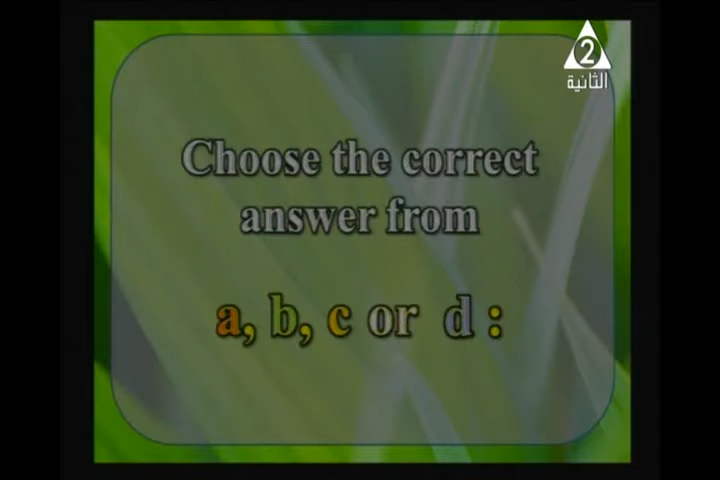 2
الثانية
Choose the correct
answer from
a, b, c or d :